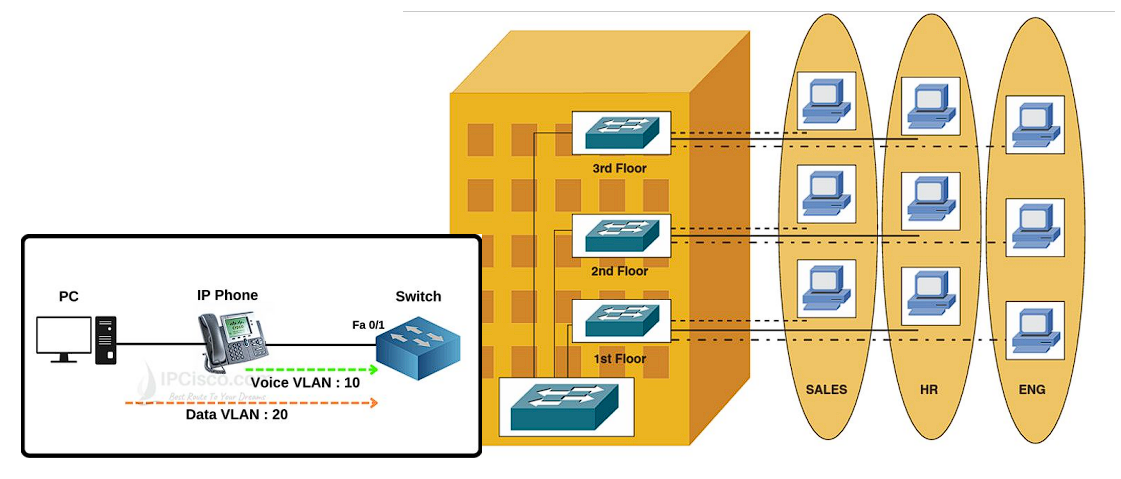 PC
IP Phone
Switch
Fa 0/1
Voice VLAN : 10
Data VLAN : 20
IPCisco.co
Best Route To Your Dreams
3rd Floor
2nd Floor
1st Floor
SALES
HR
ENG